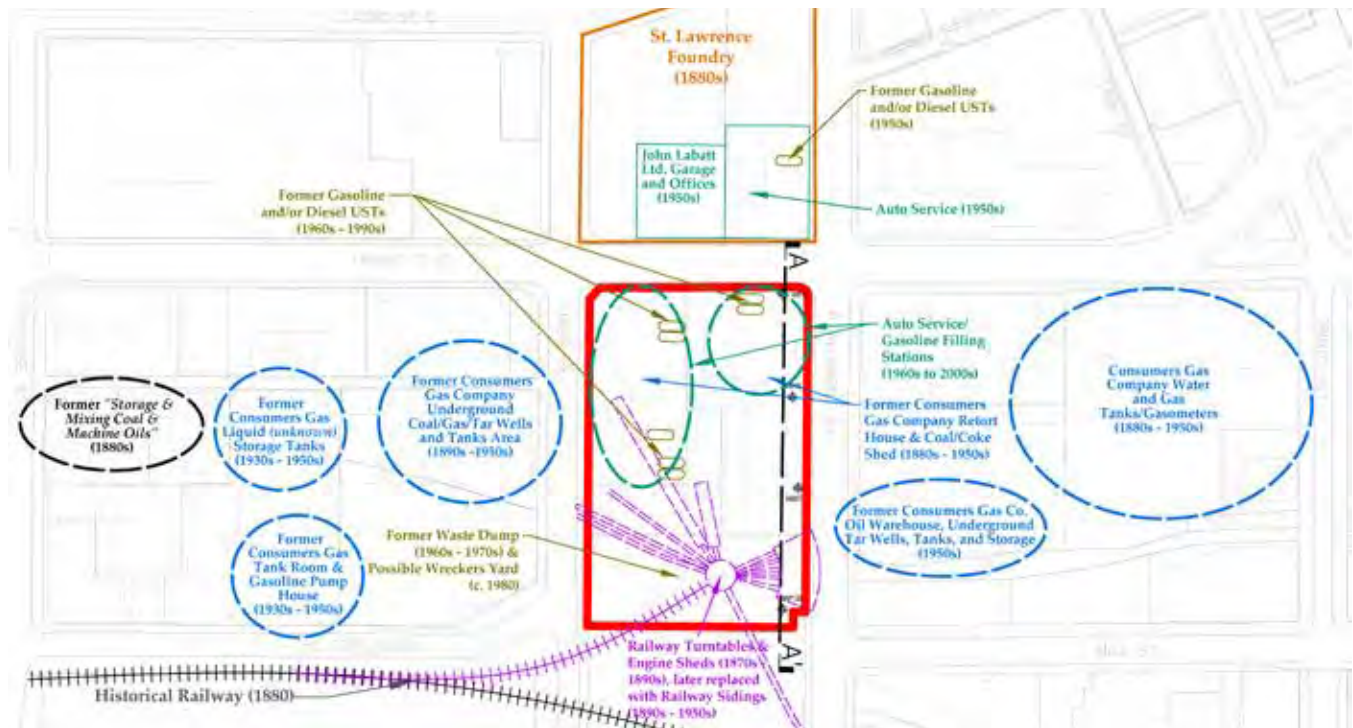 St. Lawrence
Foundry
(1880s)
Former Gasoline
and/or Diesel USTs
(1950s)
John Labatt
Ltd. Garage
and Offices
(1950s)
Auto Service (1950s)
Former Gasoline
and/or Diesel USTs
(1960s - 1990s)
A
Auto Service/
Gasoline Filling
Stations
(1960s to 2000s)
Former "Storage &
Mixing Coal &
Machine Oils"
(1880s)
Former
Consumers Gas
Liquid (unknown)
Storage Tanks
(1930s - 1950s)
Former Consumers
Gas Company
Underground
Coal/Gas/Tar Wells
and Tanks Area
(1890s -1950s)
Former Consumers
Gas Company Retort
House & Coal/Coke
Shed (1880s - 1950s)
Consumers Gas
Company Water
and Gas
Tanks/Gasometers
(1880s - 1950s)
Former Consumers Gas Co.
Oil Warehouse, Underground
Tar Wells, Tanks, and Storage
(1950s)
Former
Consumers Gas
Tank Room &
Gasoline Pump
House
(1930s - 1950s)
Former Waste Dump
(1960s - 1970s) &
Possible Wreckers Yard
(c. 1980)
Railway Turntables &
Engine Sheds (1870s
1890s), later replaced
with Railway Sidings
(1890s - 1950s)
A'
Historical Railway (1880)